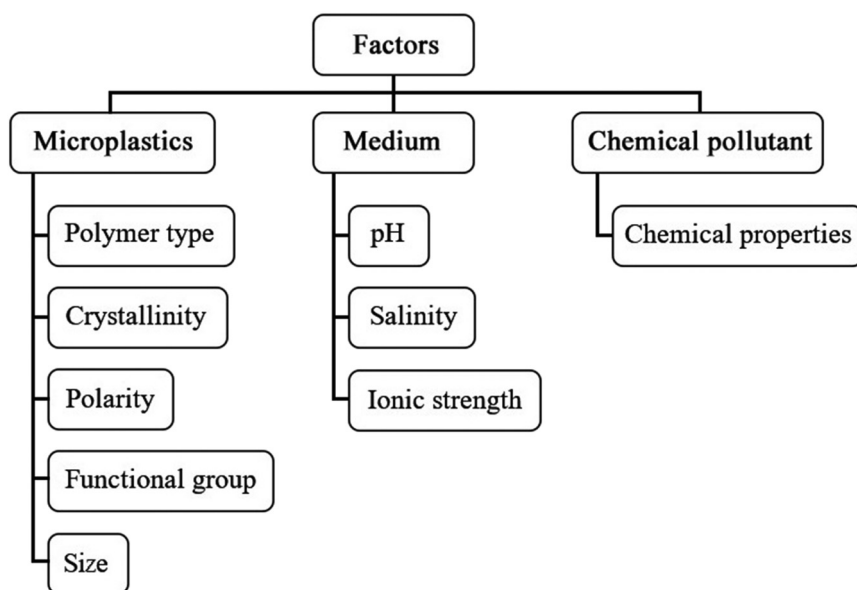 Factors
Microplastics
Medium
Chemical pollutant
Polymer type
Crystallinity
Polarity
Functional group
Size
pH
Salinity
Ionic strength
Chemical properties